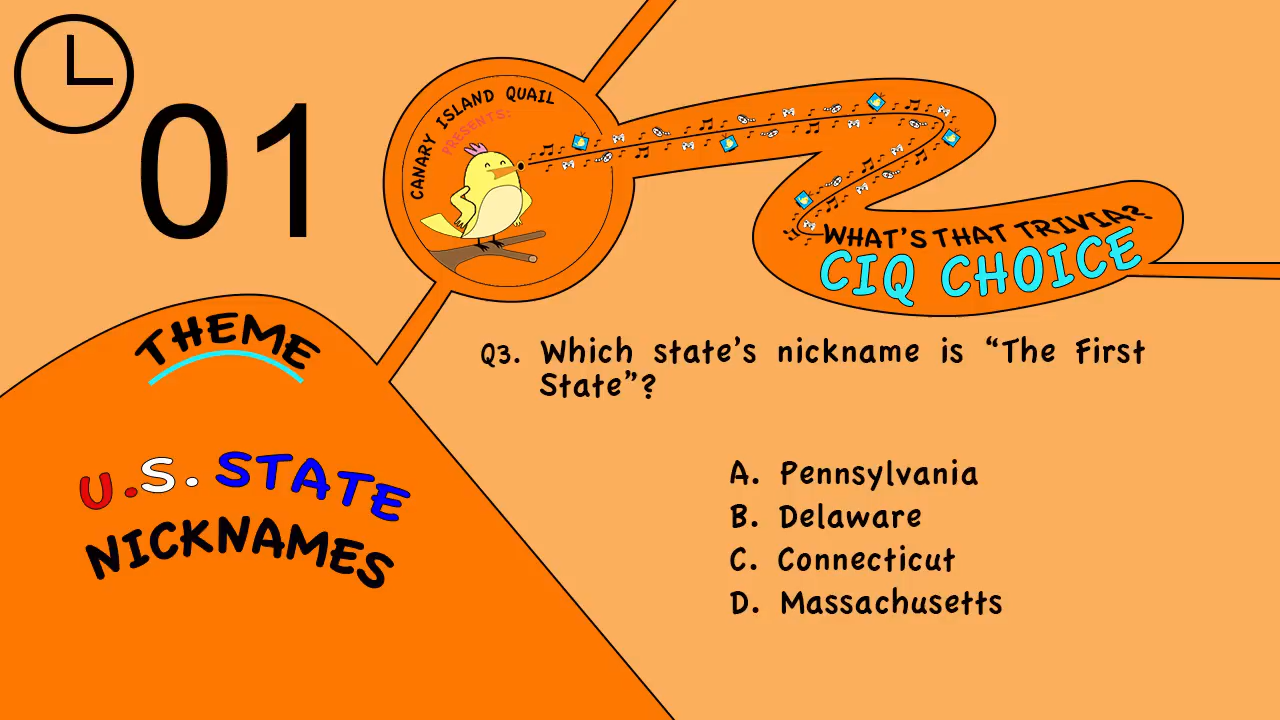 01
CANARY ISLAND QUAIL
PRESENTS:
WHAT'S THAT TRIVIA?
CIQ CHOICE
THEME
U.S. STATE
NICKNAMES
Q3. Which state's nickname is “The First
State”?
A. Pennsylvania
B. Delaware
C. Connecticut
D. Massachusetts